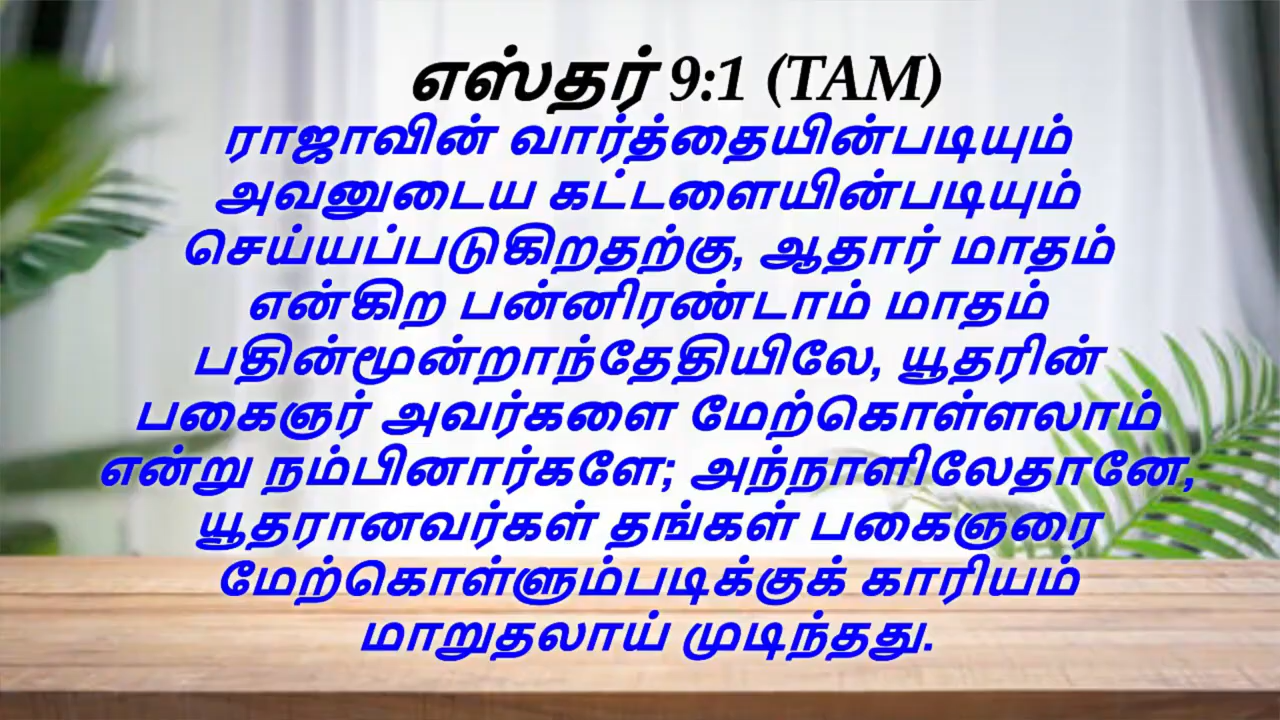 எஸ்தர் 9:1 (TAM)
ராஜாவின் வார்த்தையின்படியும்
அவனுடைய கட்டளையின்படியும்
செய்யப்படுகிறதற்கு, ஆதார் மாதம்
என்கிற பன்னிரண்டாம் மாதம்
பதின்மூன்றாந்தேதியிலே, யூதரின்
பகைஞர் அவர்களை மேற்கொள்ளலாம்
என்று நம்பினார்களே; அந்நாளிலேதானே,
யூதரானவர்கள் தங்கள் பகைஞரை
மேற்கொள்ளும்படிக்குக் காரியம்
மாறுதலாய் முடிந்தது.